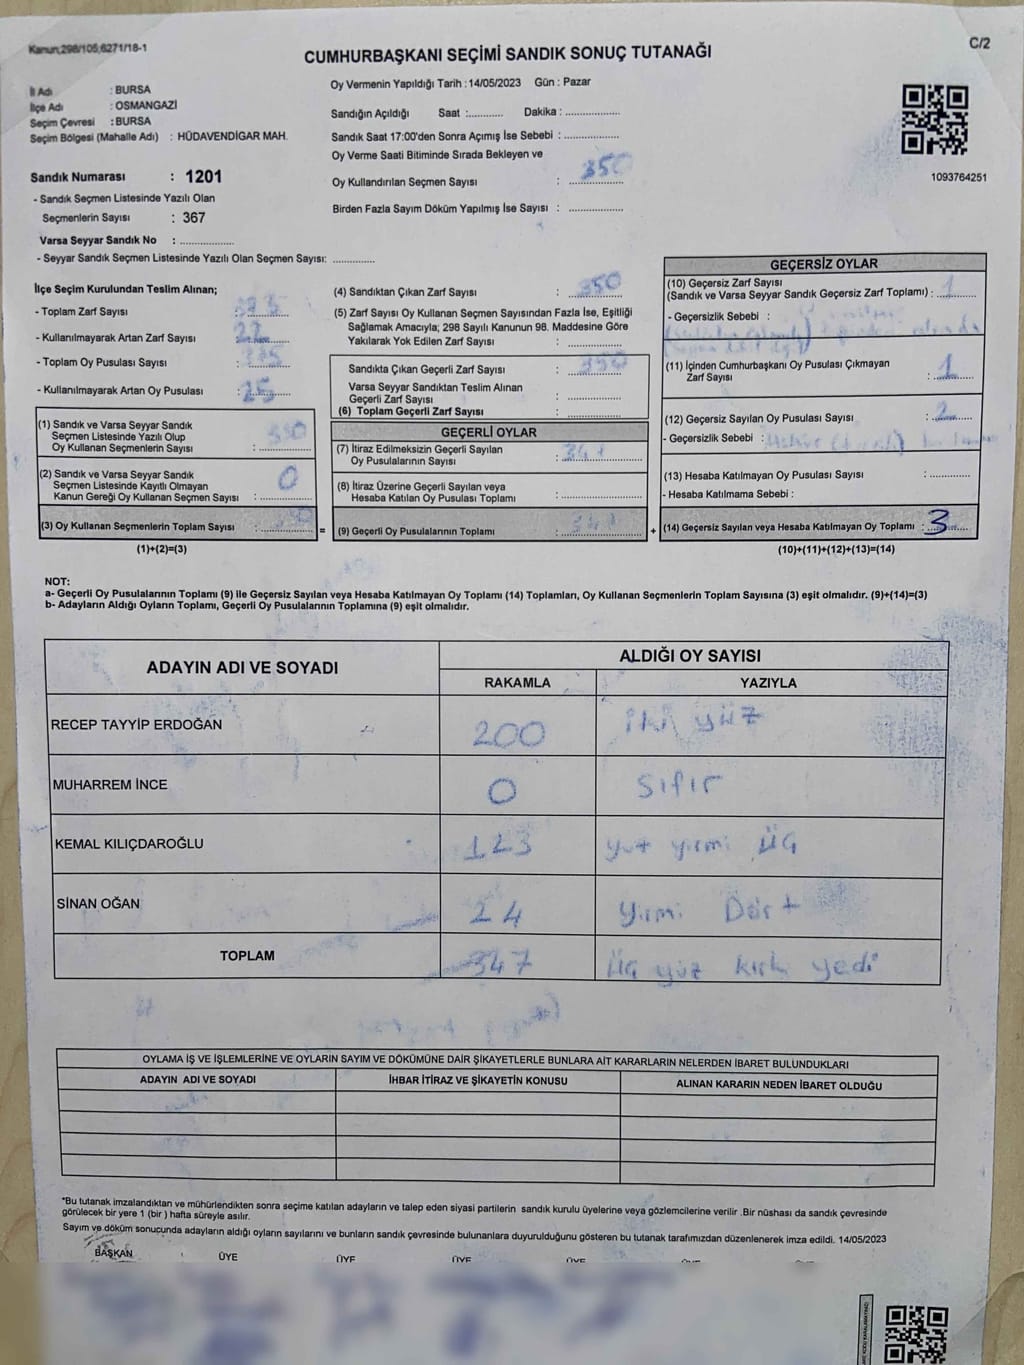 Kanun;298/105;6271/18-1
C/2
CUMHURBAŞKANI SEÇİMİ SANDIK SONUÇ TUTANAĞI
İl Adı : BURSA
İlçe Adı : OSMANGAZİ
Seçim Çevresi : BURSA
Seçim Bölgesi (Mahalle Adı) : HÜDAVENDİGAR MAH.
Sandık Numarası : 1201
- Sandık Seçmen Listesinde Yazılı Olan
Seçmenlerin Sayısı : 367
Varsa Seyyar Sandık No : ..................
- Seyyar Sandık Seçmen Listesinde Yazılı Olan Seçmen Sayısı: ..............
Oy Vermenin Yapıldığı Tarih : 14/05/2023 Gün : Pazar
Sandığın Açıldığı Saat :............ Dakika : ..................
Sandık Saat 17:00'den Sonra Açımış İse Sebebi : ..................
Oy Verme Saati Bitiminde Sırada Bekleyen ve
Oy Kullandırılan Seçmen Sayısı : 350
Birden Fazla Sayım Döküm Yapılmış İse Sayısı : ..................
1093764251
İlçe Seçim Kurulundan Teslim Alınan;
- Toplam Zarf Sayısı : 375
- Kullanılmayarak Artan Zarf Sayısı :
- Toplam Oy Pusulası Sayısı : 375
- Kullanılmayarak Artan Oy Pusulası : 25
(1) Sandık ve Varsa Seyyar Sandık
Seçmen Listesinde Yazılı Olup
Oy Kullanan Seçmenlerin Sayısı : 350
(2) Sandık ve Varsa Seyyar Sandık
Seçmen Listesinde Kayıtlı Olmayan
Kanun Gereği Oy Kullanan Seçmen Sayısı : 0
(3) Oy Kullanan Seçmenlerin Toplam Sayısı : 350 =
(1)+(2)=(3)
(4) Sandıktan Çıkan Zarf Sayısı : 350
(5) Zarf Sayısı Oy Kullanan Seçmen Sayısından Fazla İse, Eşitliği
Sağlamak Amacıyla; 298 Sayılı Kanunun 98. Maddesine Göre
Yakılarak Yok Edilen Zarf Sayısı : ..................
Sandıkta Çıkan Geçerli Zarf Sayısı : 350
Varsa Seyyar Sandıktan Teslim Alınan
Geçerli Zarf Sayısı : ..................
(6) Toplam Geçerli Zarf Sayısı : ..................
GEÇERLİ OYLAR
(7) İtiraz Edilmeksizin Geçerli Sayılan
Oy Pusulalarının Sayısı : 347
(8) İtiraz Üzerine Geçerli Sayılan veya
Hesaba Katılan Oy Pusulası Toplamı : ..................
(9) Geçerli Oy Pusulalarının Toplamı : 347 +
GEÇERSİZ OYLAR
(10) Geçersiz Zarf Sayısı
(Sandık ve Varsa Seyyar Sandık Geçersiz Zarf Toplamı) : 1
- Geçersizlik Sebebi :
(11) İçinden Cumhurbaşkanı Oy Pusulası Çıkmayan
Zarf Sayısı : 1
(12) Geçersiz Sayılan Oy Pusulası Sayısı : 2
- Geçersizlik Sebebi :
(13) Hesaba Katılmayan Oy Pusulası Sayısı : ............
- Hesaba Katılmama Sebebi :
(14) Geçersiz Sayılan veya Hesaba Katılmayan Oy Toplamı : 3
(10)+(11)+(12)+(13)=(14)
NOT:
a- Geçerli Oy Pusulalarının Toplamı (9) ile Geçersiz Sayılan veya Hesaba Katılmayan Oy Toplamı (14) Toplamları, Oy Kullanan Seçmenlerin Toplam Sayısına (3) eşit olmalıdır. (9)+(14)=(3)
b- Adayların Aldığı Oyların Toplamı, Geçerli Oy Pusulalarının Toplamına (9) eşit olmalıdır.
ADAYIN ADI VE SOYADI ALDIĞI OY SAYISI
RAKAMLA YAZIYLA
RECEP TAYYİP ERDOĞAN 200 iki yüz
MUHARREM İNCE 0 sıfır
KEMAL KILIÇDAROĞLU 123 yuz yirmi üç
SİNAN OĞAN 24 yirmi Dört
TOPLAM 347 üç yüz kırk yedi
OYLAMA İŞ VE İŞLEMLERİNE VE OYLARIN SAYIM VE DÖKÜMÜNE DAİR ŞİKAYETLERLE BUNLARA AİT KARARLARIN NELERDEN İBARET BULUNDUKLARI
ADAYIN ADI VE SOYADI İHBAR İTİRAZ VE ŞİKAYETİN KONUSU ALINAN KARARIN NEDEN İBARET OLDUĞU
*Bu tutanak imzalandıktan ve mühürlendikten sonra seçime katılan adayların ve talep eden siyasi partilerin sandık kurulu üyelerine veya gözlemcilerine verilir .Bir nüshası da sandık çevresinde
görülecek bir yere 1 (bir ) hafta süreyle asılır.
Sayım ve döküm sonucunda adayların aldığı oyların sayılarını ve bunların sandık çevresinde bulunanlara duyurulduğunu gösteren bu tutanak tarafımızdan düzenlenerek imza edildi. 14/05/2023
BAŞKAN ÜYE ÜYE ÜYE ÜYE